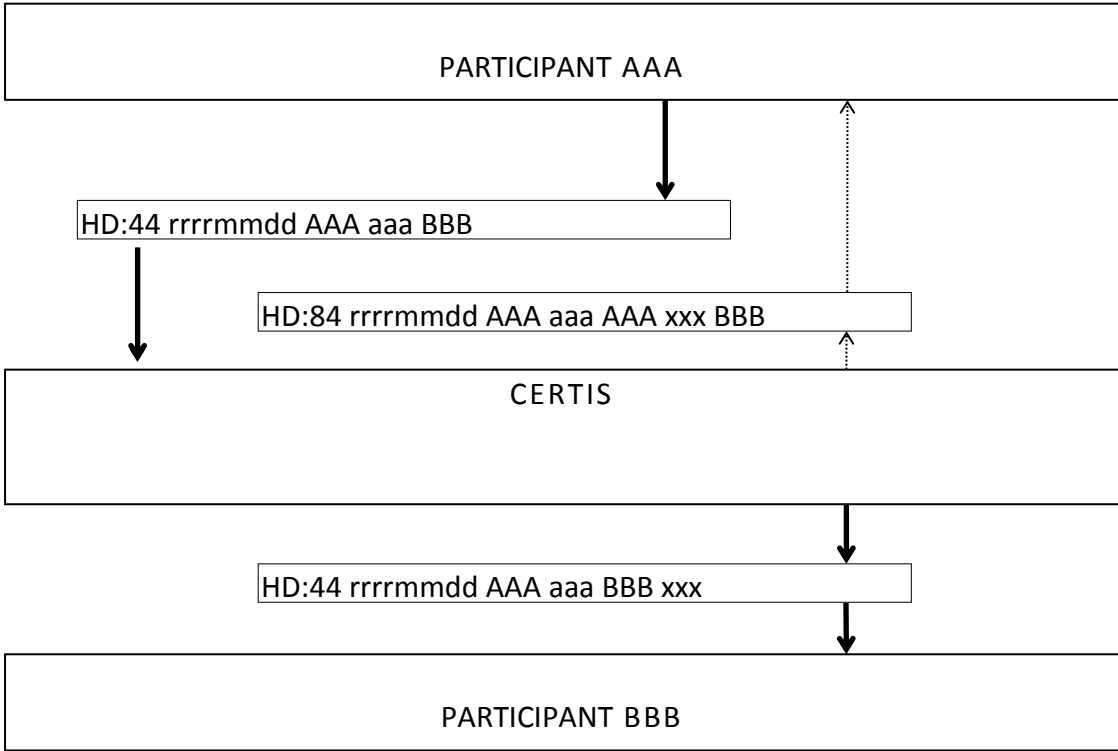 PARTICIPANT AAA
HD:44 rrrrmmdd AAA aaa BBB
HD:84 rrrrmmdd AAA aaa AAA xxx BBB
CERTIS
HD:44 rrrrmmdd AAA aaa BBB xxx
PARTICIPANT BBB